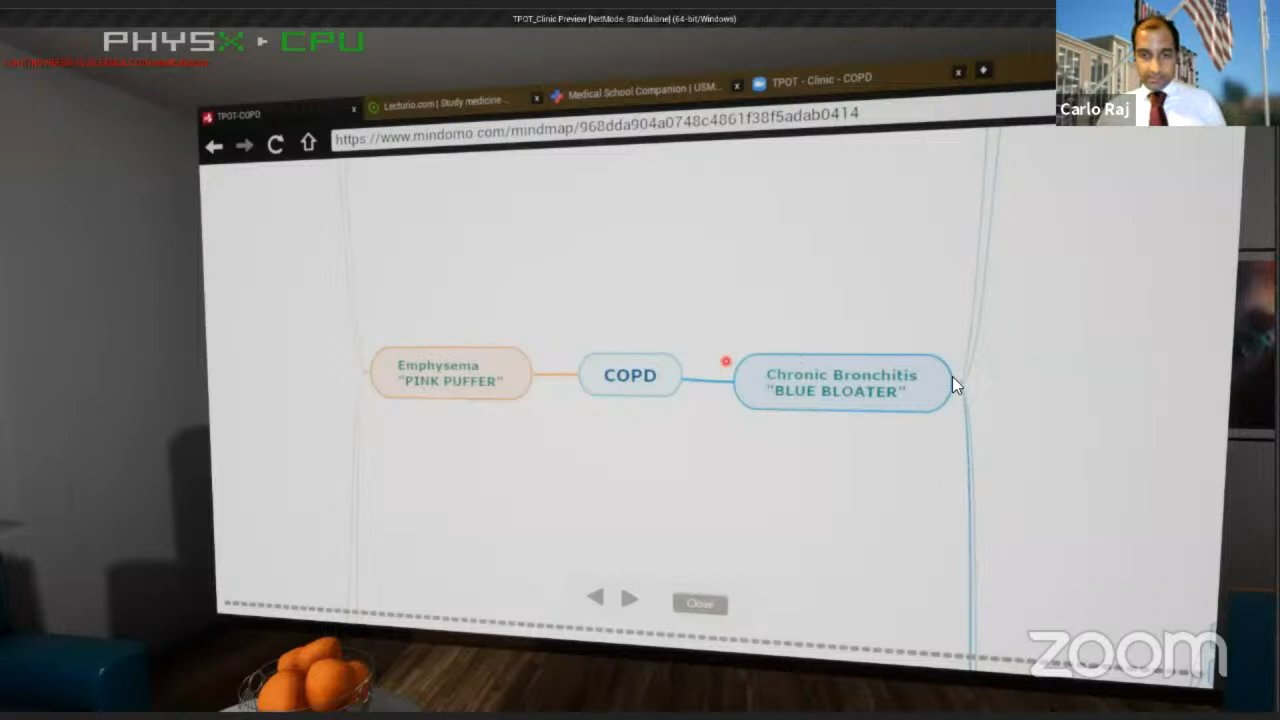 TPOT_Clinic Preview [NetMode: Standalone] (64-bit/Windows)
PHYSX ▸ CPU
Carlo Raj
TPOT-COPD
x
Lecturio.com | Study medicine ...
x
Medical School Companion | USM...
x
TPOT - Clinic - COPD
x
+
https://www.mindomo.com/mindmap/968dda904a0748c4861f38f5adab0414
Emphysema
"PINK PUFFER"
COPD
Chronic Bronchitis
"BLUE BLOATER"
Close
zoom